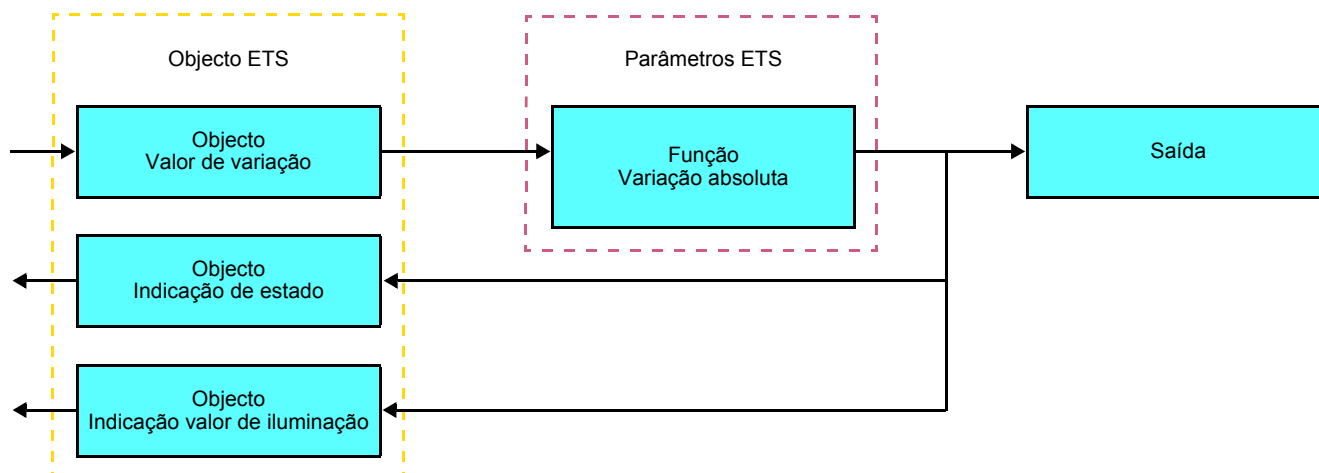 Objecto ETS
Parâmetros ETS
Objecto
Valor de variação
Função
Variação absoluta
Saída
Objecto
Indicação de estado
Objecto
Indicação valor de iluminação